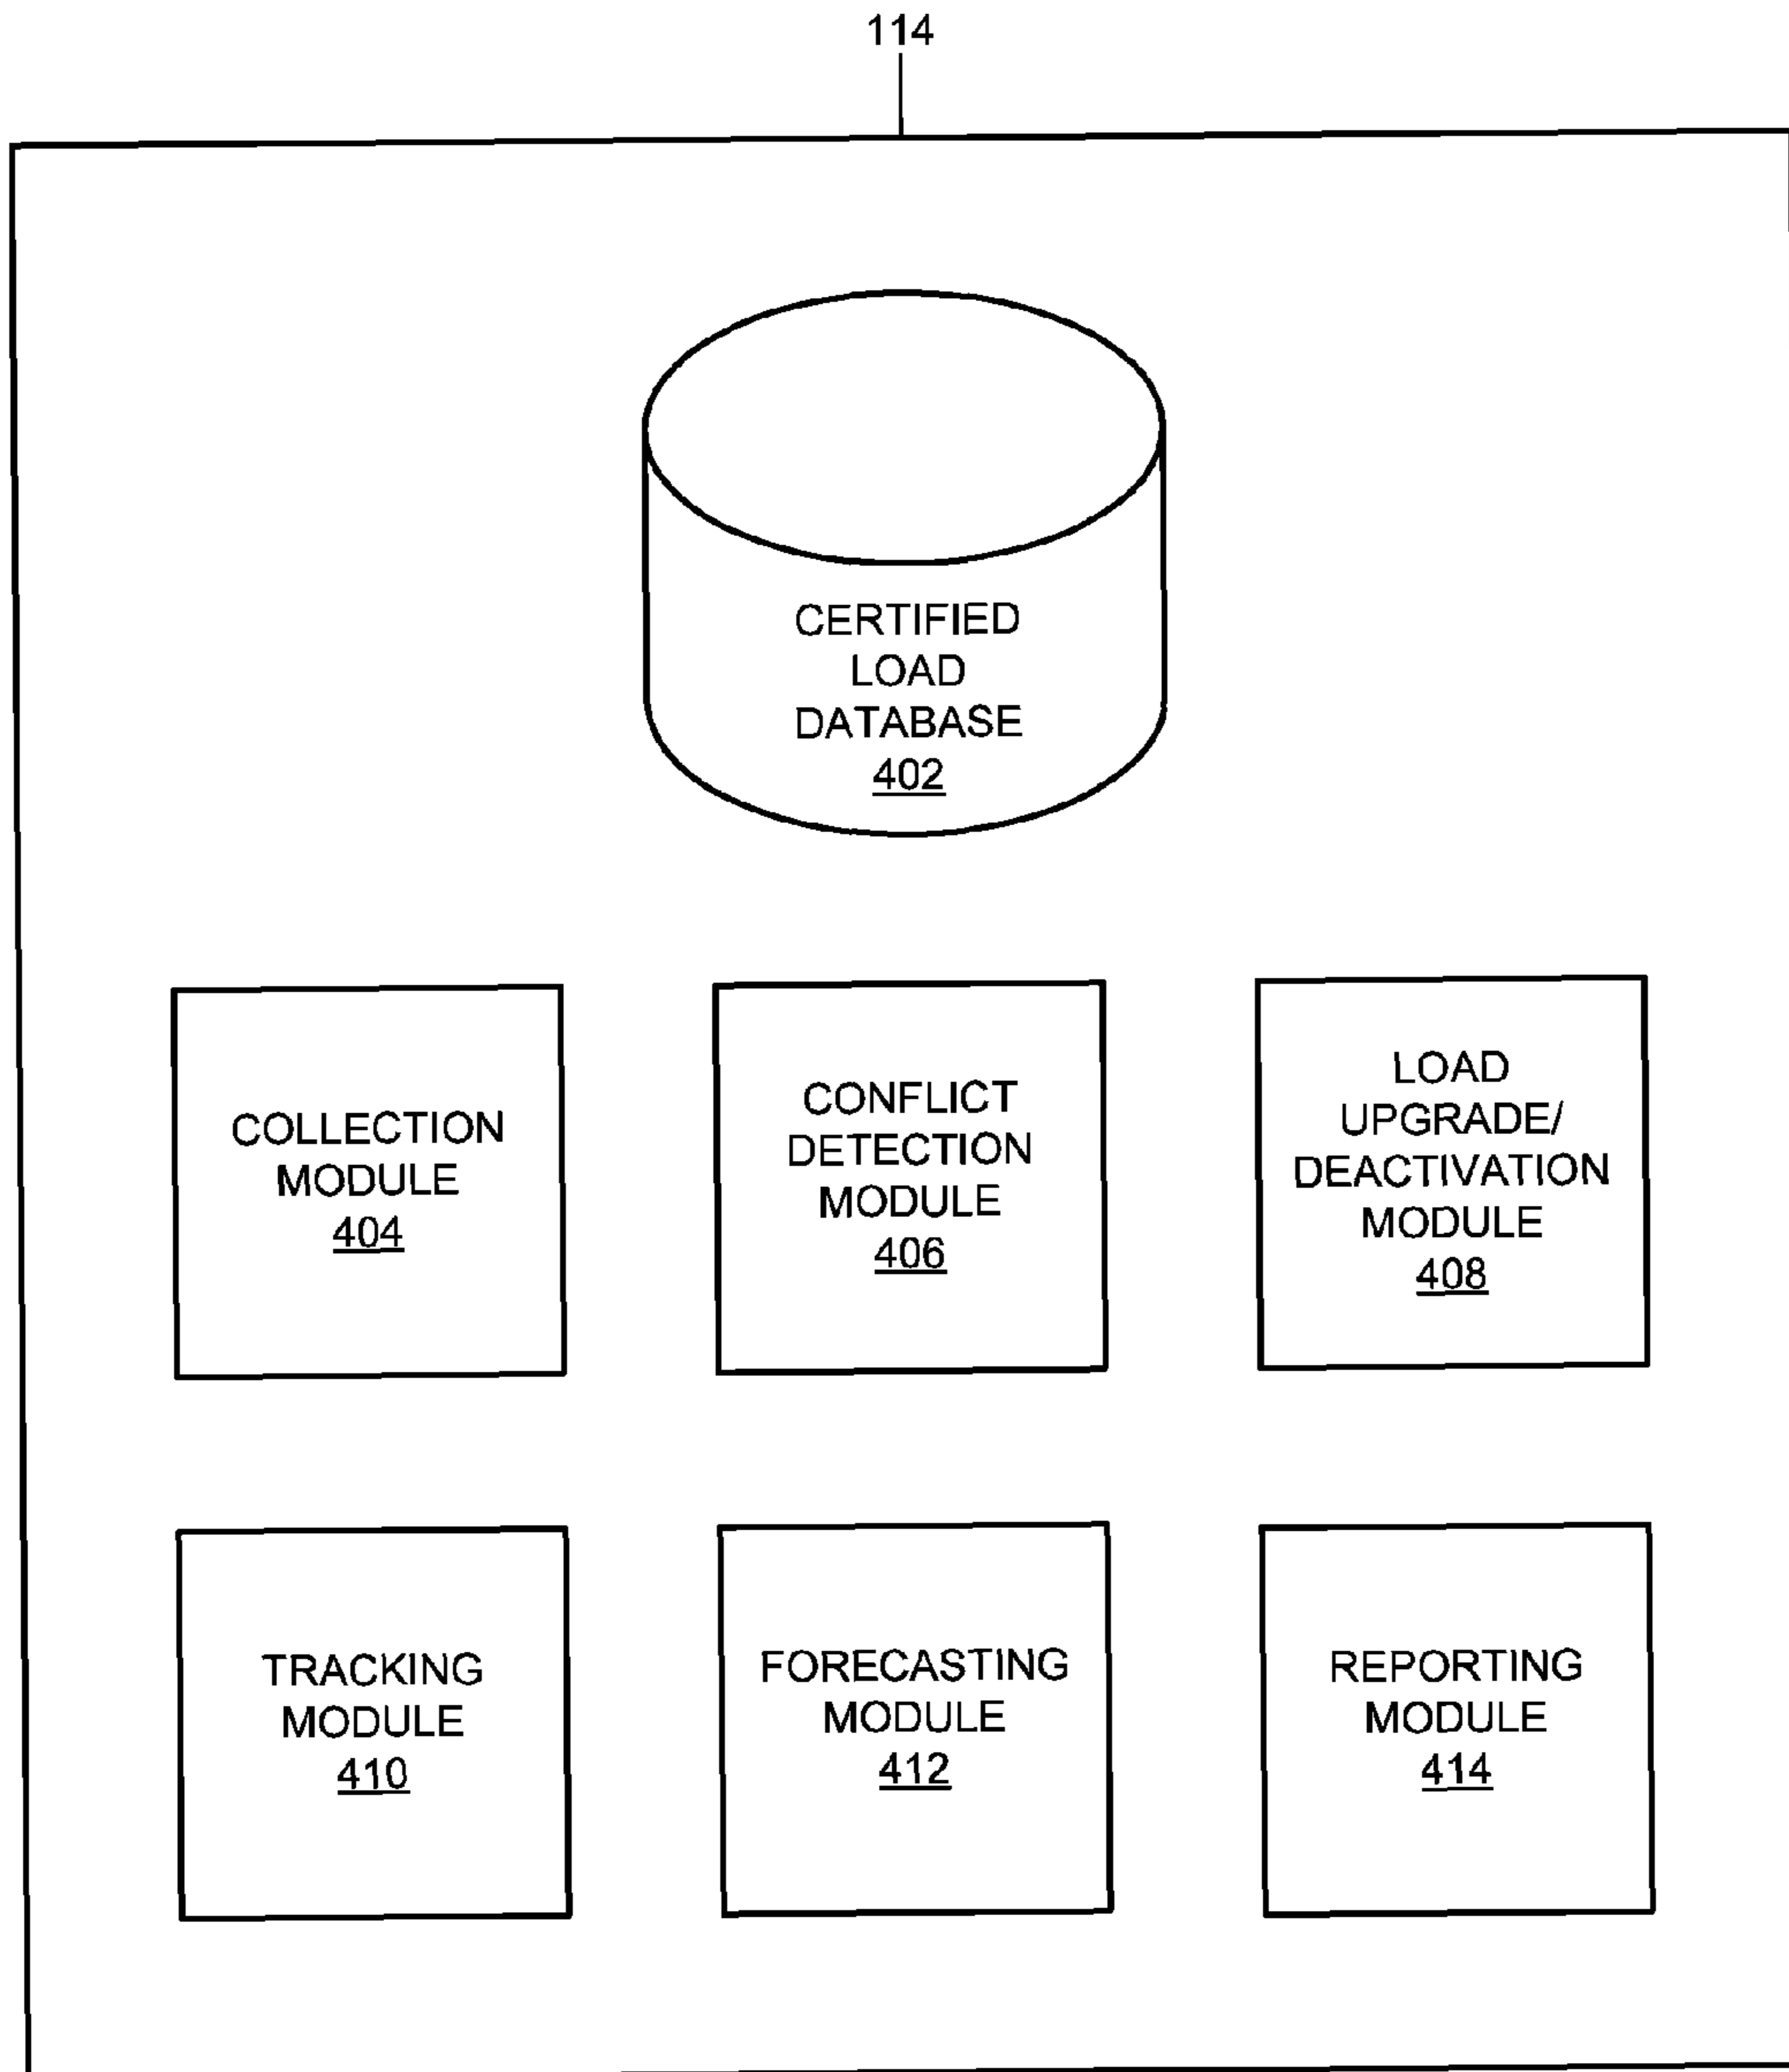 114
CERTIFIED
LOAD
DATABASE
402
COLLECTION
MODULE
404
CONFLICT
DETECTION
MODULE
406
LOAD
UPGRADE/
DEACTIVATION
MODULE
408
TRACKING
MODULE
410
FORECASTING
MODULE
412
REPORTING
MODULE
414